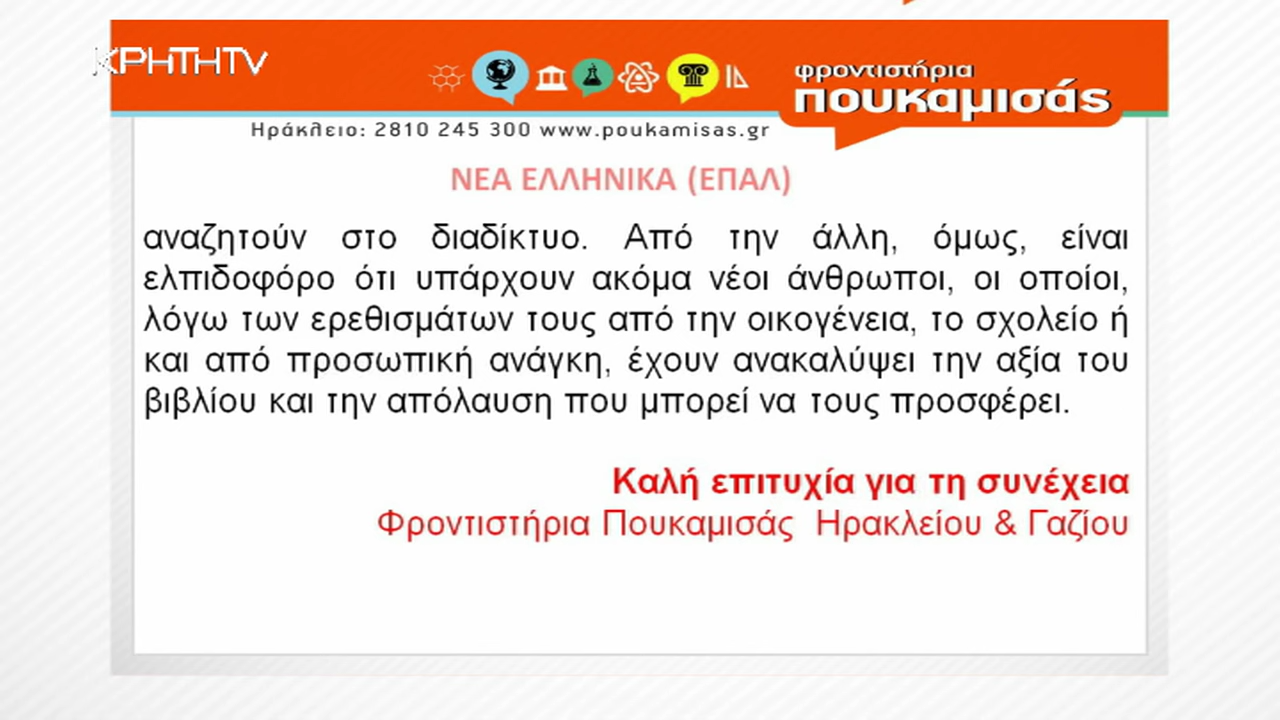 ΚΡΗΤΗTV
φροντιστήρια
πουκαμισάς
Ηράκλειο: 2810 245 300 www.poukamisas.gr
ΝΕΑ ΕΛΛΗΝΙΚΑ (ΕΠΑΛ)
αναζητούν στο διαδίκτυο. Από την άλλη, όμως, είναι
ελπιδοφόρο ότι υπάρχουν ακόμα νέοι άνθρωποι, οι οποίοι,
λόγω των ερεθισμάτων τους από την οικογένεια, το σχολείο ή
και από προσωπική ανάγκη, έχουν ανακαλύψει την αξία του
βιβλίου και την απόλαυση που μπορεί να τους προσφέρει.
Καλή επιτυχία για τη συνέχεια
Φροντιστήρια Πουκαμισάς Ηρακλείου & Γαζίου